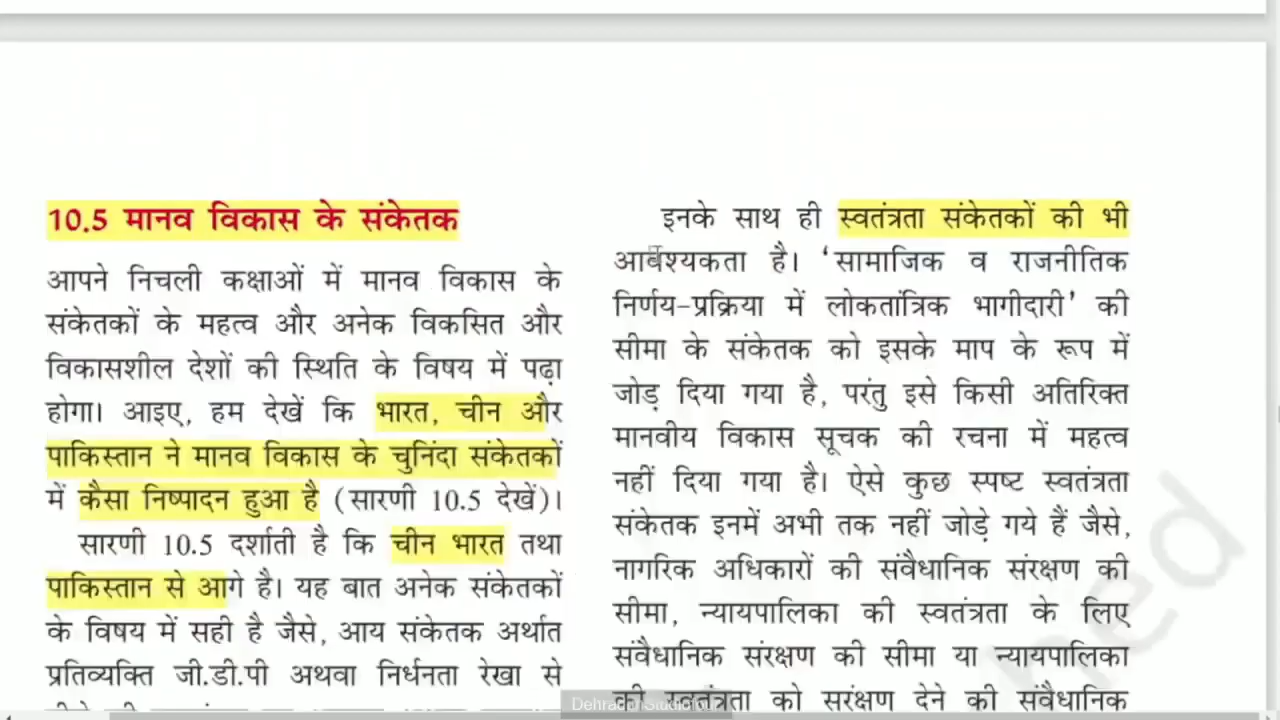 10.5 मानव विकास के संकेतक
आपने निचली कक्षाओं में मानव विकास के
संकेतकों के महत्व और अनेक विकसित और
विकासशील देशों की स्थिति के विषय में पढ़ा
होगा। आइए, हम देखें कि भारत, चीन और
पाकिस्तान ने मानव विकास के चुनिंदा संकेतकों
में कैसा निष्पादन हुआ है (सारणी 10.5 देखें)।
सारणी 10.5 दर्शाती है कि चीन भारत तथा
पाकिस्तान से आगे है। यह बात अनेक संकेतकों
के विषय में सही है जैसे, आय संकेतक अर्थात
प्रतिव्यक्ति जी.डी.पी अथवा निर्धनता रेखा से
इनके साथ ही स्वतंत्रता संकेतकों की भी
आवश्यकता है। ‘सामाजिक व राजनीतिक
निर्णय-प्रक्रिया में लोकतांत्रिक भागीदारी’ की
सीमा के संकेतक को इसके माप के रूप में
जोड़ दिया गया है, परंतु इसे किसी अतिरिक्त
मानवीय विकास सूचक की रचना में महत्व
नहीं दिया गया है। ऐसे कुछ स्पष्ट स्वतंत्रता
संकेतक इनमें अभी तक नहीं जोड़े गये हैं जैसे,
नागरिक अधिकारों की संवैधानिक संरक्षण की
सीमा, न्यायपालिका की स्वतंत्रता के लिए
संवैधानिक संरक्षण की सीमा या न्यायपालिका
की स्वतंत्रता को सरंक्षण देने की संवैधानिक
ned